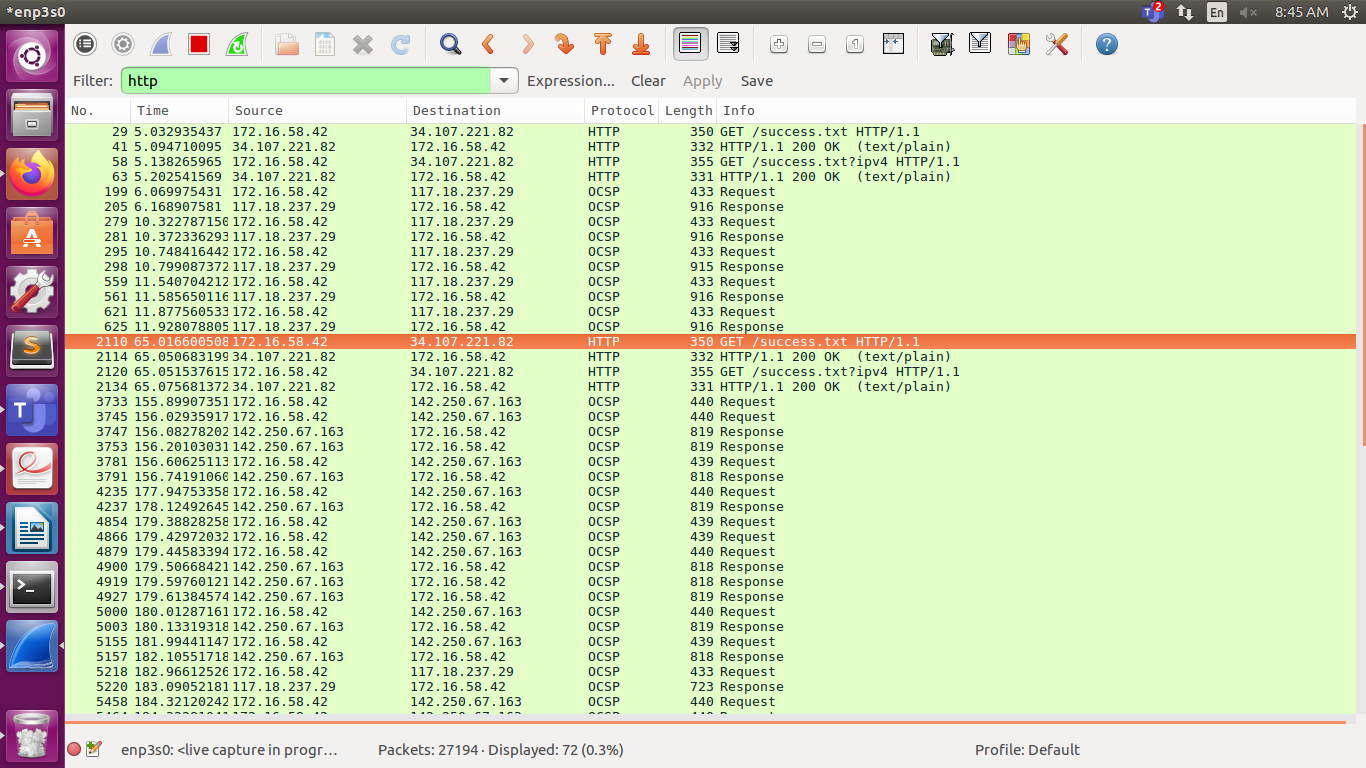 *enp3s0 2 En 8:45 AM
Filter: http Expression... Clear Apply Save
No. Time Source Destination Protocol Length Info
29 5.032935437 172.16.58.42 34.107.221.82 HTTP 350 GET /success.txt HTTP/1.1
41 5.094710095 34.107.221.82 172.16.58.42 HTTP 332 HTTP/1.1 200 OK (text/plain)
58 5.138265965 172.16.58.42 34.107.221.82 HTTP 355 GET /success.txt?ipv4 HTTP/1.1
63 5.202541569 34.107.221.82 172.16.58.42 HTTP 331 HTTP/1.1 200 OK (text/plain)
199 6.069975431 172.16.58.42 117.18.237.29 OCSP 433 Request
205 6.168907581 117.18.237.29 172.16.58.42 OCSP 916 Response
279 10.322787150 172.16.58.42 117.18.237.29 OCSP 433 Request
281 10.372336293 117.18.237.29 172.16.58.42 OCSP 916 Response
295 10.748416442 172.16.58.42 117.18.237.29 OCSP 433 Request
298 10.799087372 117.18.237.29 172.16.58.42 OCSP 915 Response
559 11.540704212 172.16.58.42 117.18.237.29 OCSP 433 Request
561 11.585650116 117.18.237.29 172.16.58.42 OCSP 916 Response
621 11.877560533 172.16.58.42 117.18.237.29 OCSP 433 Request
625 11.928078805 117.18.237.29 172.16.58.42 OCSP 916 Response
2110 65.016600508 172.16.58.42 34.107.221.82 HTTP 350 GET /success.txt HTTP/1.1
2114 65.050683199 34.107.221.82 172.16.58.42 HTTP 332 HTTP/1.1 200 OK (text/plain)
2120 65.051537615 172.16.58.42 34.107.221.82 HTTP 355 GET /success.txt?ipv4 HTTP/1.1
2134 65.075681372 34.107.221.82 172.16.58.42 HTTP 331 HTTP/1.1 200 OK (text/plain)
3733 155.89907351 172.16.58.42 142.250.67.163 OCSP 440 Request
3745 156.02935917 172.16.58.42 142.250.67.163 OCSP 440 Request
3747 156.08278202 142.250.67.163 172.16.58.42 OCSP 819 Response
3753 156.20103031 142.250.67.163 172.16.58.42 OCSP 819 Response
3781 156.60625113 172.16.58.42 142.250.67.163 OCSP 439 Request
3791 156.74191060 142.250.67.163 172.16.58.42 OCSP 818 Response
4235 177.94753358 172.16.58.42 142.250.67.163 OCSP 440 Request
4237 178.12492645 142.250.67.163 172.16.58.42 OCSP 819 Response
4854 179.38828258 172.16.58.42 142.250.67.163 OCSP 439 Request
4866 179.42972032 172.16.58.42 142.250.67.163 OCSP 439 Request
4879 179.44583394 172.16.58.42 142.250.67.163 OCSP 440 Request
4900 179.50668421 142.250.67.163 172.16.58.42 OCSP 818 Response
4919 179.59760121 142.250.67.163 172.16.58.42 OCSP 818 Response
4927 179.61384574 142.250.67.163 172.16.58.42 OCSP 819 Response
5000 180.01287161 172.16.58.42 142.250.67.163 OCSP 440 Request
5003 180.13319318 142.250.67.163 172.16.58.42 OCSP 819 Response
5155 181.99441147 172.16.58.42 142.250.67.163 OCSP 439 Request
5157 182.10551718 142.250.67.163 172.16.58.42 OCSP 818 Response
5218 182.96612526 172.16.58.42 117.18.237.29 OCSP 433 Request
5220 183.09052181 117.18.237.29 172.16.58.42 OCSP 723 Response
5458 184.32120242 172.16.58.42 142.250.67.163 OCSP 440 Request
enp3s0: <live capture in progr... Packets: 27194 · Displayed: 72 (0.3%) Profile: Default